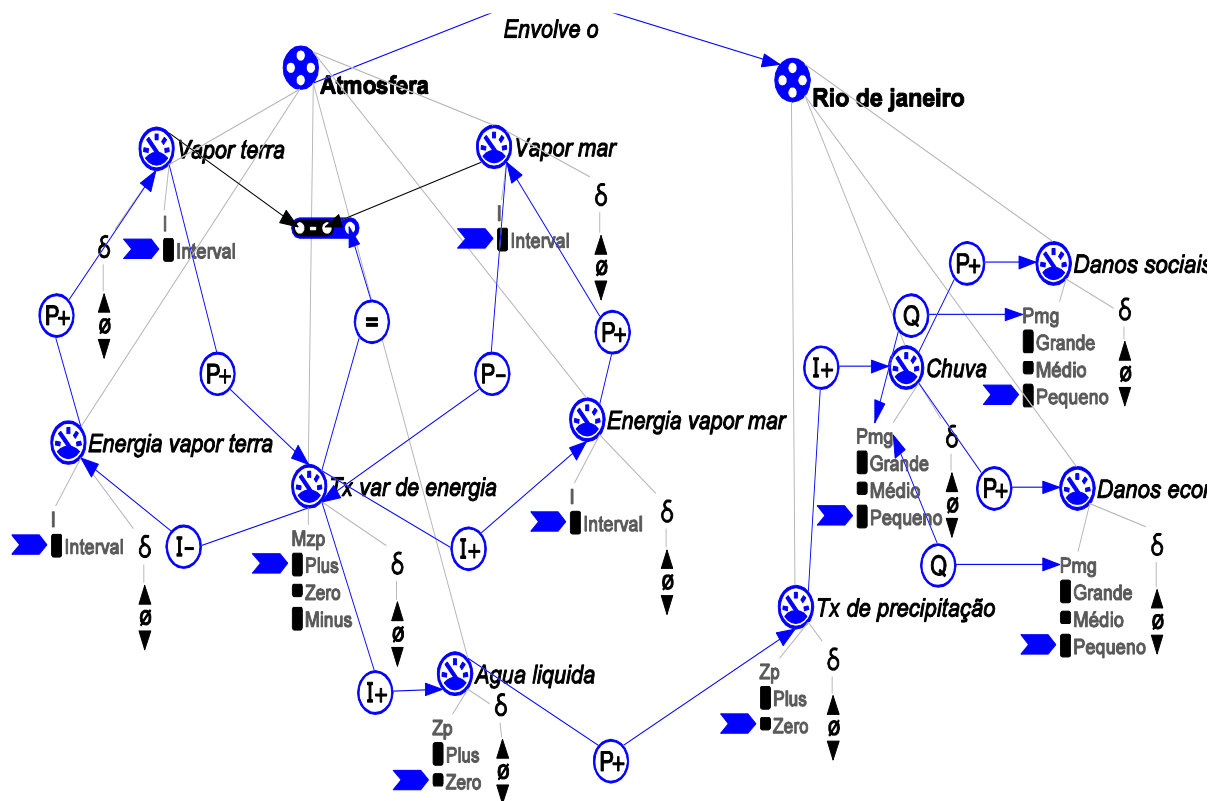 Envolve o
Atmosfera
Rio de janeiro
Vapor terra
Vapor mar
δ
I
Interval
I
Interval
δ
ø
δ
ø
P+
P+
=
P-
P+
P+
Danos sociais
Q
Pmg
Grande
Médio
Pequeno
δ
ø
I+
Chuva
Energia vapor terra
Energia vapor mar
Pmg
Grande
Médio
Pequeno
δ
ø
P+
Danos econ
Tx var de energia
I
Interval
δ
ø
I-
Mzp
Plus
Zero
Minus
δ
ø
I+
I
Interval
δ
ø
Q
Pmg
Grande
Médio
Pequeno
δ
ø
Tx de precipitação
I+
Agua liquida
Zp
Plus
Zero
δ
ø
P+
Zp
Plus
Zero
δ
ø